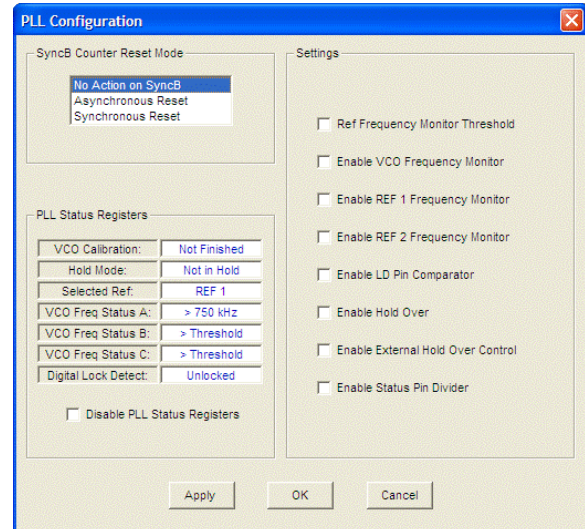 PLL Configuration
SyncB Counter Reset Mode
No Action on SyncB
Asynchronous Reset
Synchronous Reset
PLL Status Registers
VCO Calibration: Not Finished
Hold Mode: Not in Hold
Selected Ref: REF 1
VCO Freq Status A: > 750 kHz
VCO Freq Status B: > Threshold
VCO Freq Status C: > Threshold
Digital Lock Detect: Unlocked
Disable PLL Status Registers
Settings
Ref Frequency Monitor Threshold
Enable VCO Frequency Monitor
Enable REF 1 Frequency Monitor
Enable REF 2 Frequency Monitor
Enable LD Pin Comparator
Enable Hold Over
Enable External Hold Over Control
Enable Status Pin Divider
Apply OK Cancel